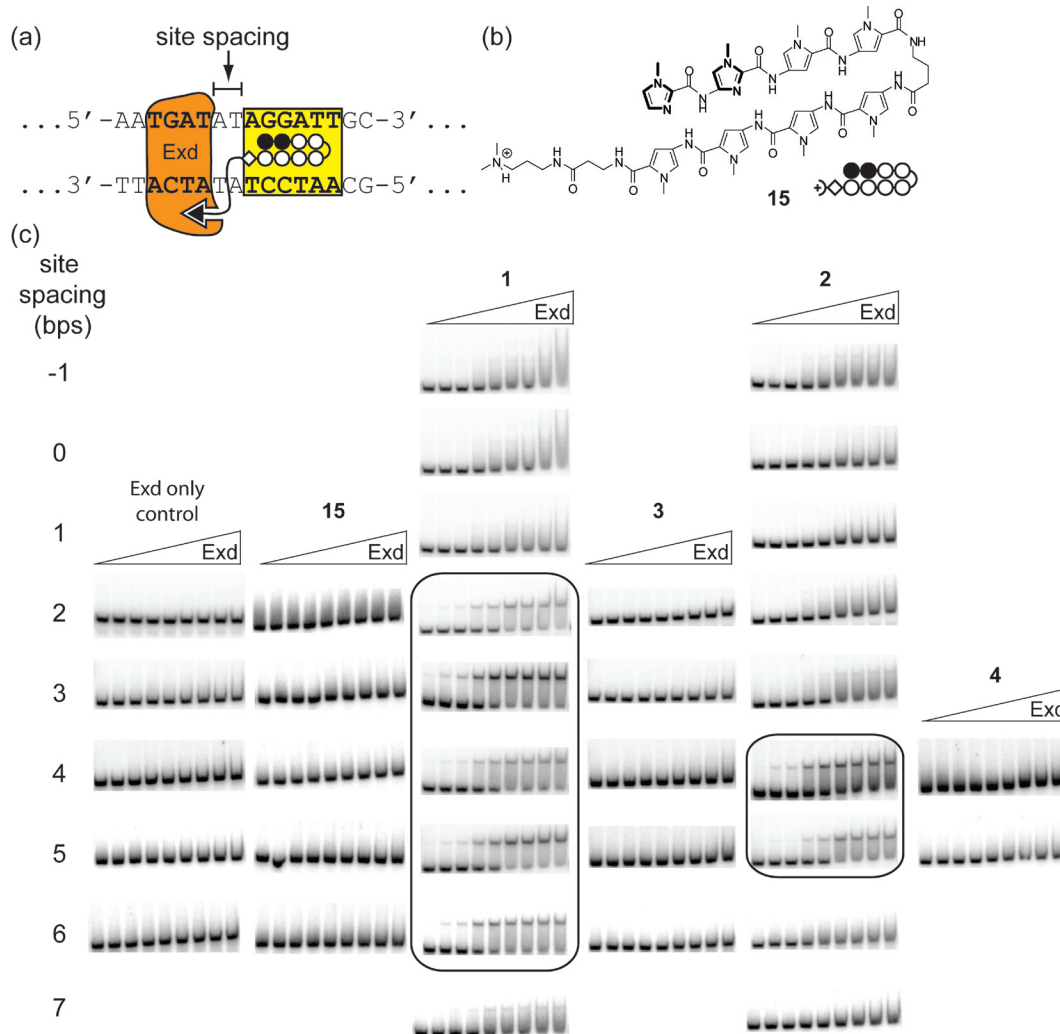 (a)
site spacing
...5′-AATGATATAGGATTGC-3′...
Exd
...3′-TTACTATATCCTAACG-5′...
(b)
N
N
O
N
H
N
N
O
N
H
N
O
N
H
N
O
NH
O
N
H
N
O
N
H
N
O
N
H
N
O
N
H
N
O
N
H
O
N
H
+
15
+
(c)
site
spacing
(bps)
1
Exd
2
Exd
-1
0
1
Exd only
control
Exd
15
Exd
3
Exd
2
3
4
Exd
4
5
6
7